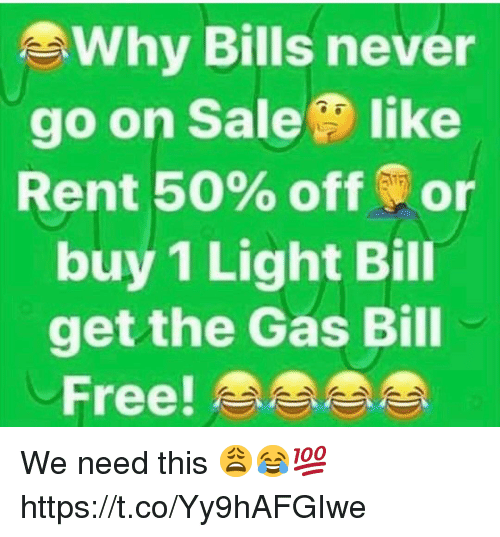 😂Why Bills never
go on Sale🤔 like
Rent 50% off🤦or
buy 1 Light Bill
get the Gas Bill
Free! 😂😂😂😂
We need this 😩😂💯
https://t.co/Yy9hAFGIwe